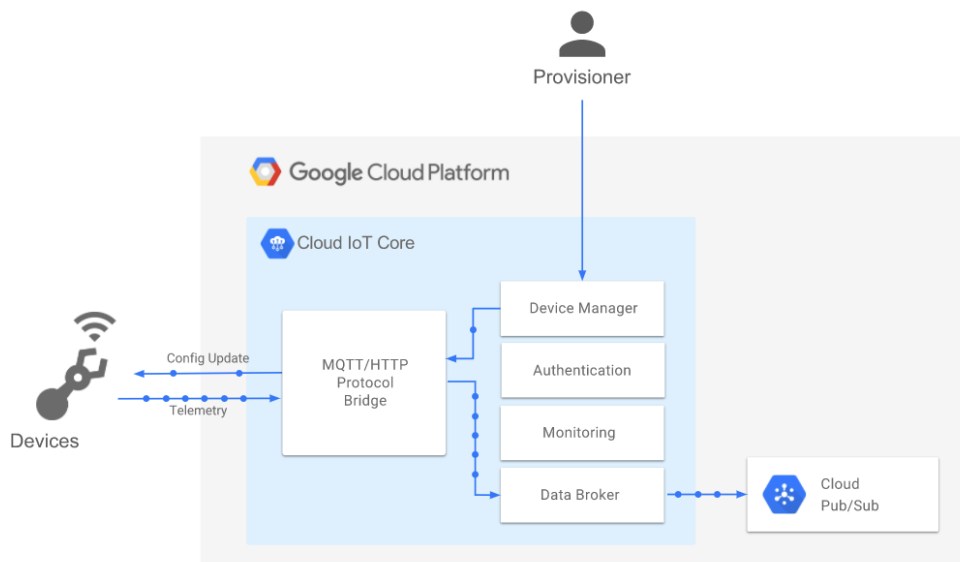 Provisioner
Google Cloud Platform
Cloud IoT Core
Device Manager
MQTT/HTTP
Protocol
Bridge
Authentication
Monitoring
Data Broker
Config Update
Telemetry
Devices
Cloud
Pub/Sub